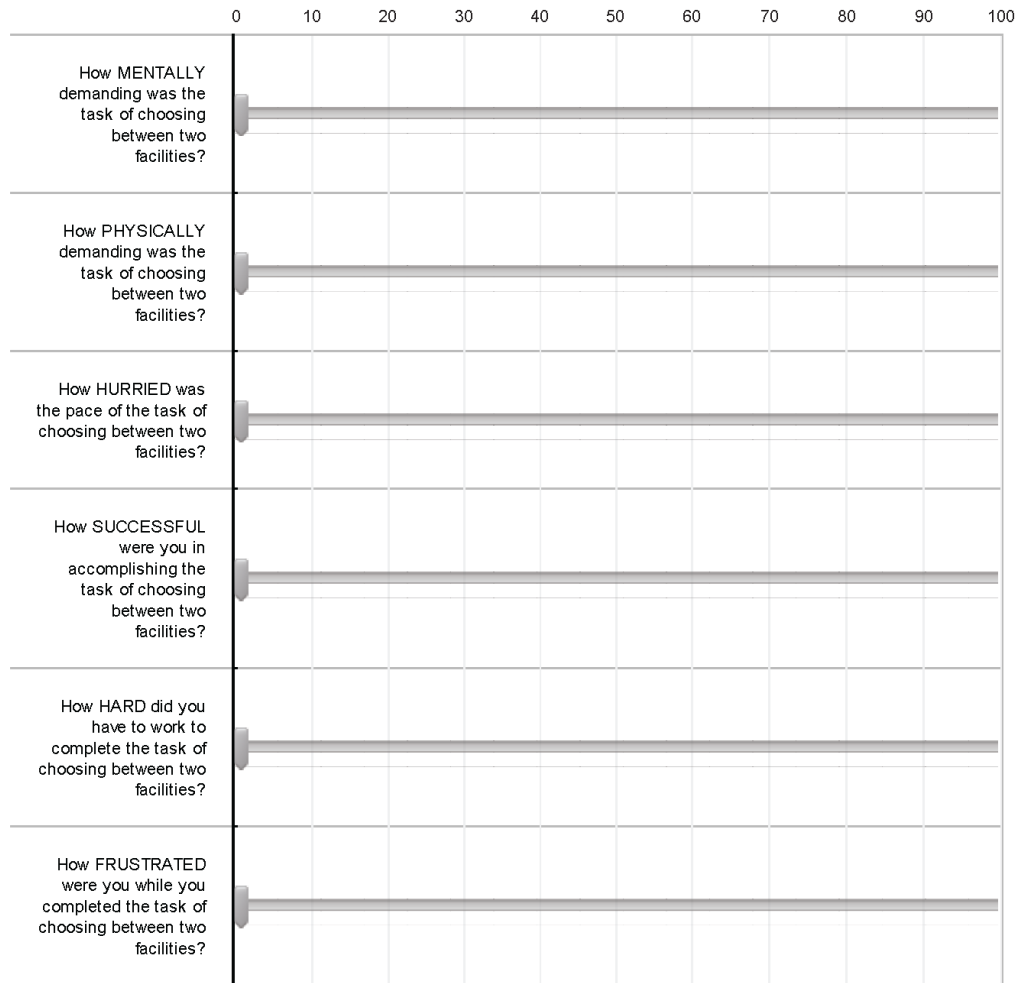 0 10 20 30 40 50 60 70 80 90 100
How MENTALLY
demanding was the
task of choosing
between two
facilities?
How PHYSICALLY
demanding was the
task of choosing
between two
facilities?
How HURRIED was
the pace of the task of
choosing between two
facilities?
How SUCCESSFUL
were you in
accomplishing the
task of choosing
between two
facilities?
How HARD did you
have to work to
complete the task of
choosing between two
facilities?
How FRUSTRATED
were you while you
completed the task of
choosing between two
facilities?